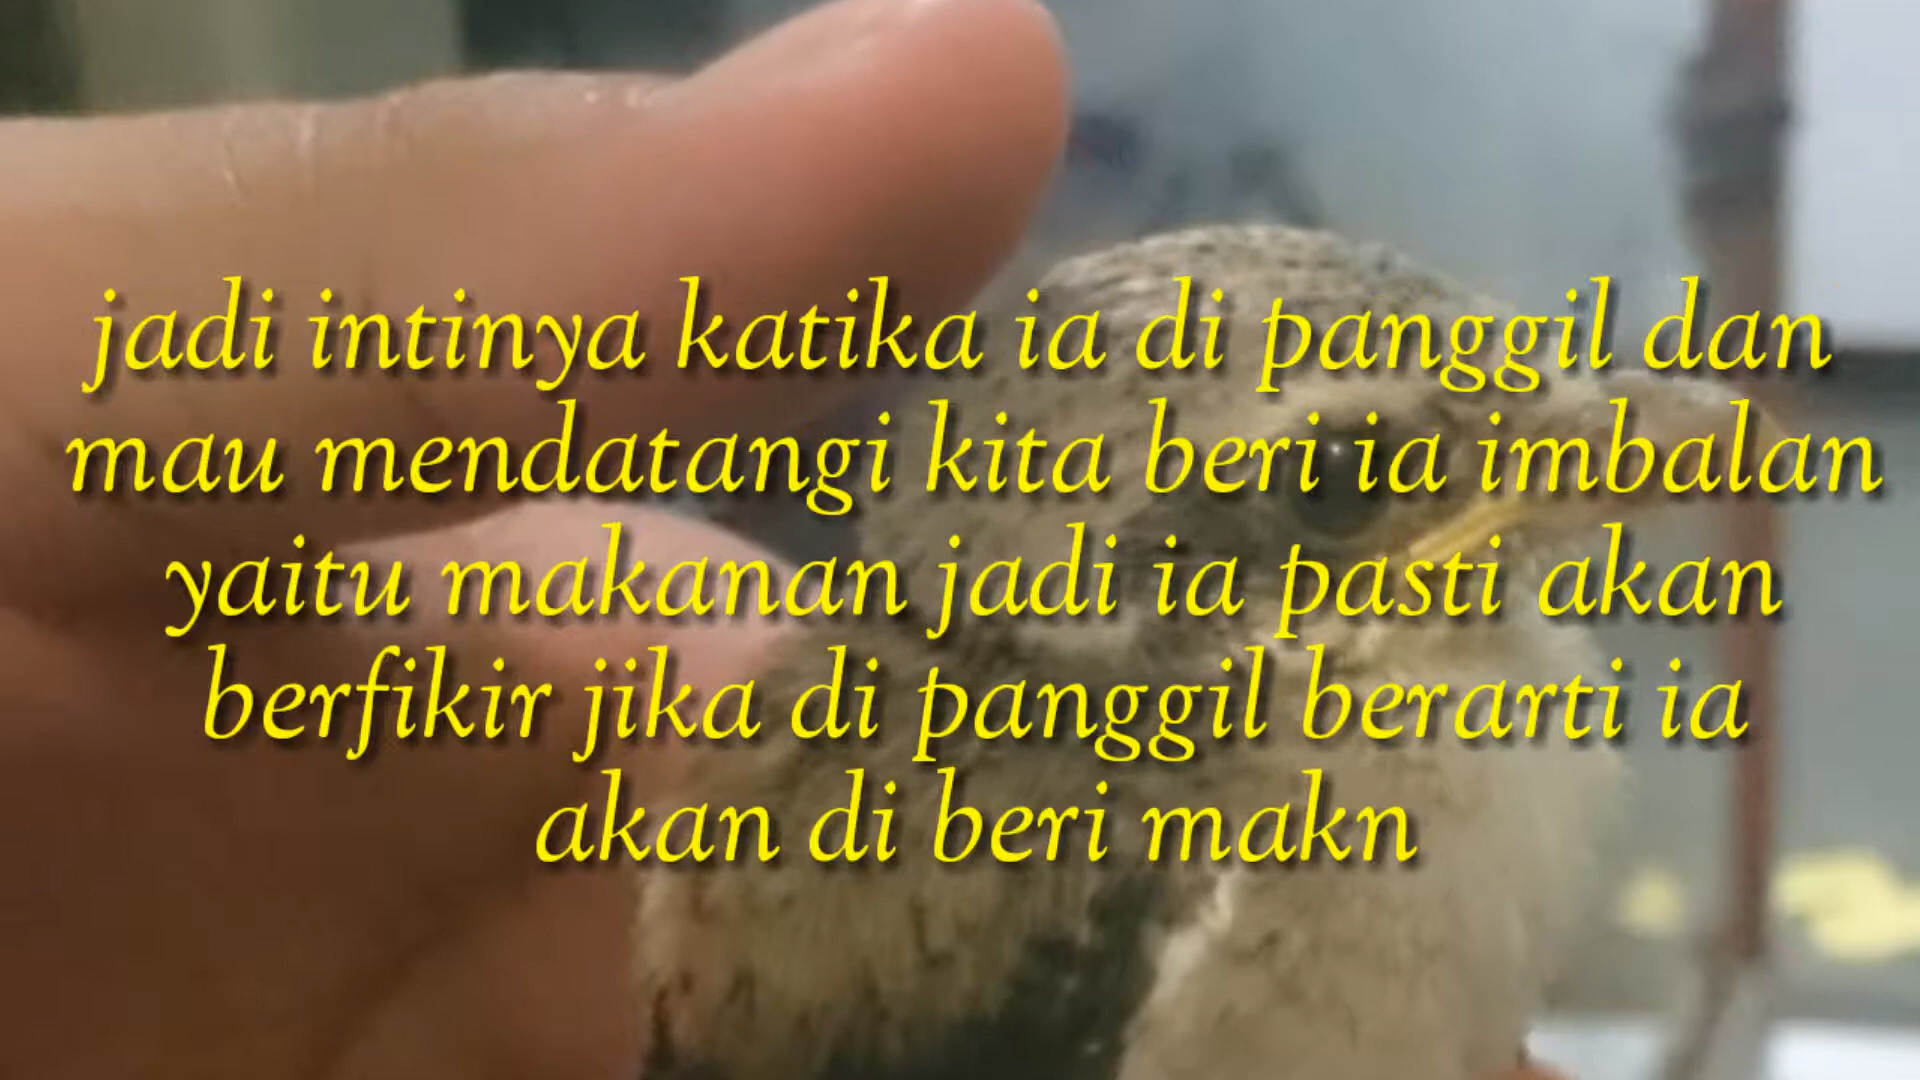 jadi intinya katika ia di panggil dan
mau mendatangi kita beri ia imbalan
yaitu makanan jadi ia pasti akan
berfikir jika di panggil berarti ia
akan di beri makn